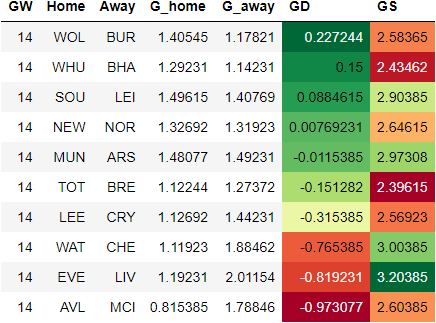 GW Home Away G_home G_away GD GS
14 WOL BUR 1.40545 1.17821 0.227244 2.58365
14 WHU BHA 1.29231 1.14231 0.15 2.43462
14 SOU LEI 1.49615 1.40769 0.0884615 2.90385
14 NEW NOR 1.32692 1.31923 0.00769231 2.64615
14 MUN ARS 1.48077 1.49231 -0.0115385 2.97308
14 TOT BRE 1.12244 1.27372 -0.151282 2.39615
14 LEE CRY 1.12692 1.44231 -0.315385 2.56923
14 WAT CHE 1.11923 1.88462 -0.765385 3.00385
14 EVE LIV 1.19231 2.01154 -0.819231 3.20385
14 AVL MCI 0.815385 1.78846 -0.973077 2.60385